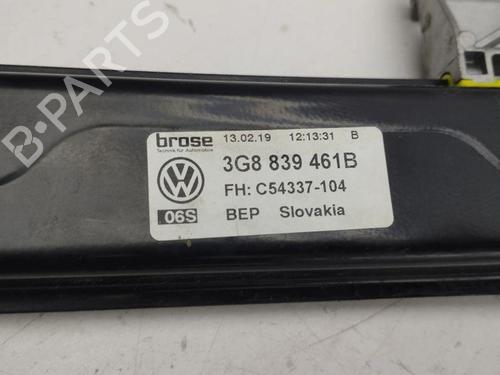 brose 13.02.19 12:13:31 B
Technik für Automobile
3G8 839 461B
FH: C54337-104
06S BEP Slovakia
B-PARTS